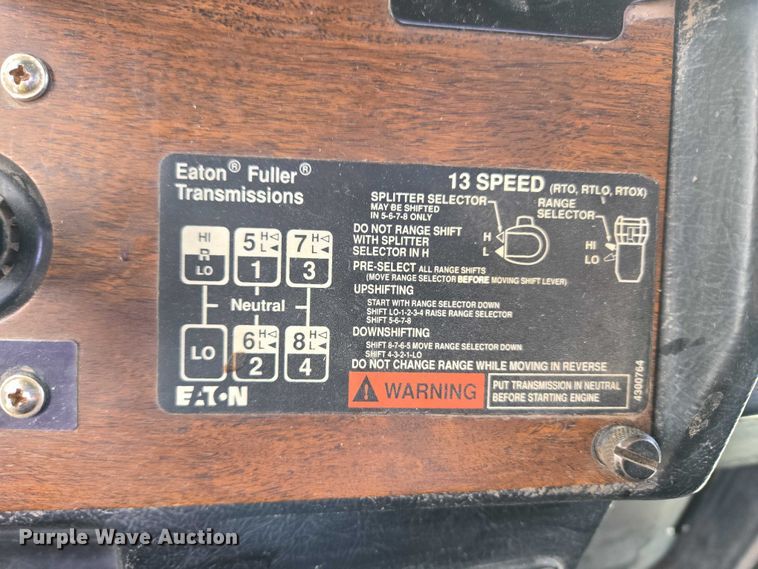 Eaton® Fuller®
Transmissions
13 SPEED (RTO, RTLO, RTOX)
SPLITTER SELECTOR
MAY BE SHIFTED
IN 5-6-7-8 ONLY
RANGE
SELECTOR
DO NOT RANGE SHIFT
WITH SPLITTER
SELECTOR IN H
H
L
HI
LO
HI
R
LO
5 H L
1
7 H L
3
Neutral
LO
6 H L
2
8 H L
4
PRE-SELECT ALL RANGE SHIFTS
(MOVE RANGE SELECTOR BEFORE MOVING SHIFT LEVER)
UPSHIFTING
START WITH RANGE SELECTOR DOWN
SHIFT LO-1-2-3-4 RAISE RANGE SELECTOR
SHIFT 5-6-7-8
DOWNSHIFTING
SHIFT 8-7-6-5 MOVE RANGE SELECTOR DOWN
SHIFT 4-3-2-1-LO
DO NOT CHANGE RANGE WHILE MOVING IN REVERSE
WARNING
PUT TRANSMISSION IN NEUTRAL
BEFORE STARTING ENGINE
4300764
EATON
Purple Wave Auction